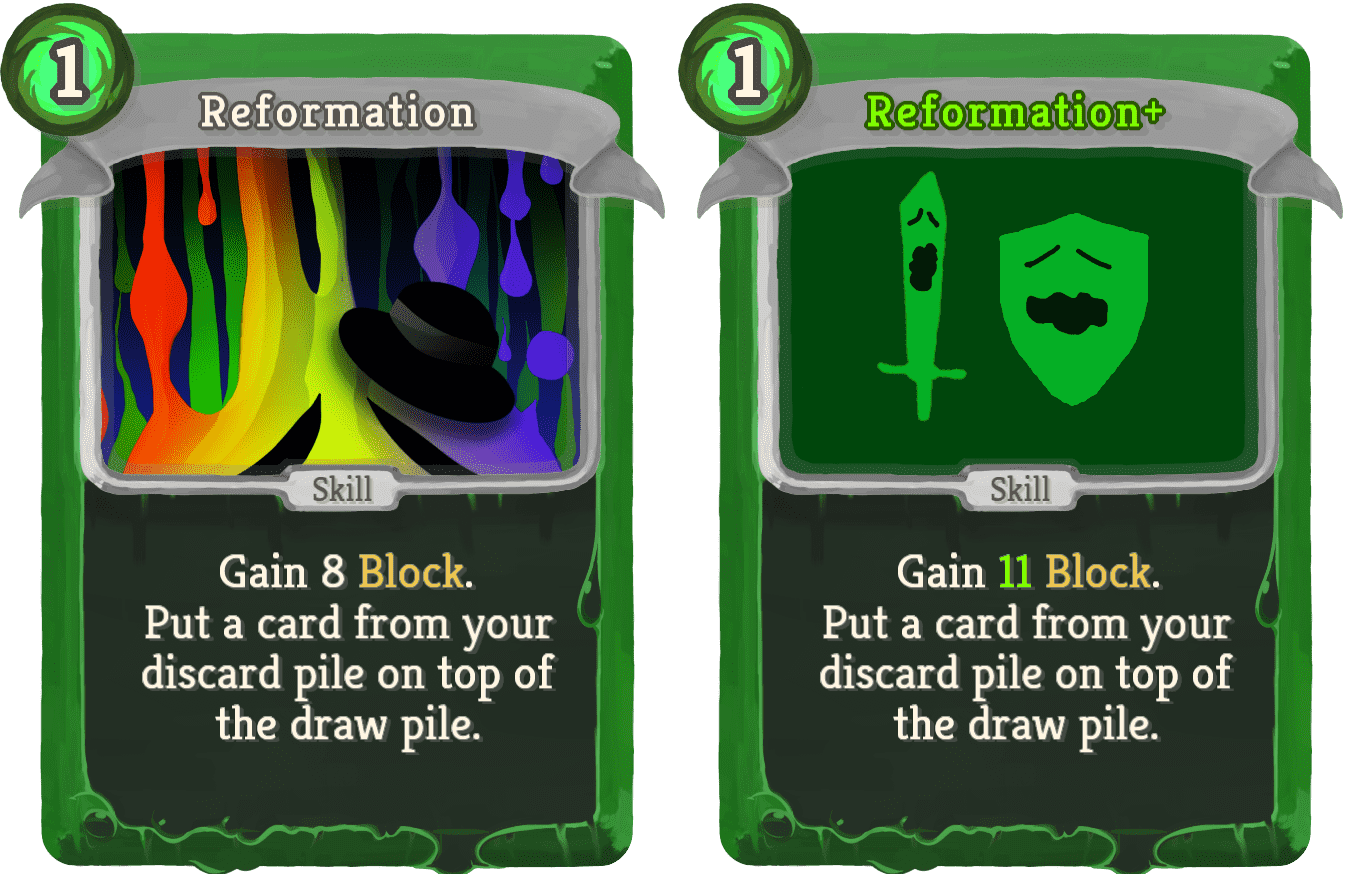 1
Reformation
Skill
Gain 8 Block.
Put a card from your
discard pile on top of
the draw pile.
1
Reformation+
Skill
Gain 11 Block.
Put a card from your
discard pile on top of
the draw pile.